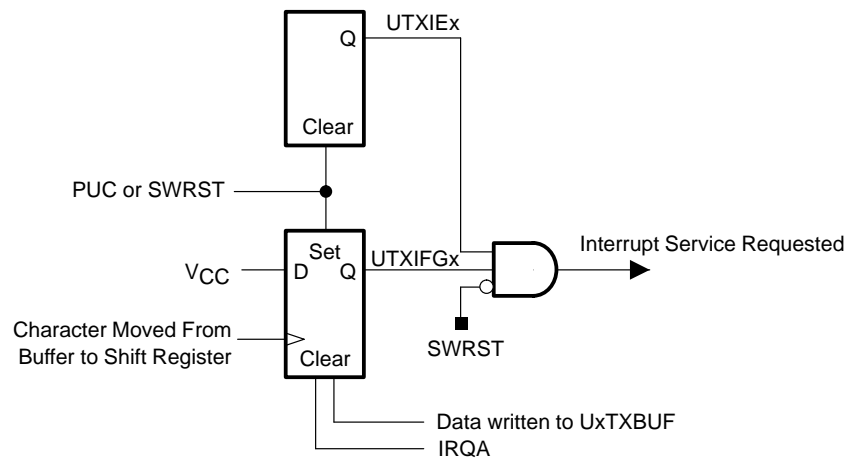 UTXIEx
Q
Clear
PUC or SWRST
Set
VCC
D
Q
UTXIFGx
Interrupt Service Requested
Character Moved From
Buffer to Shift Register
Clear
SWRST
Data written to UxTXBUF
IRQA